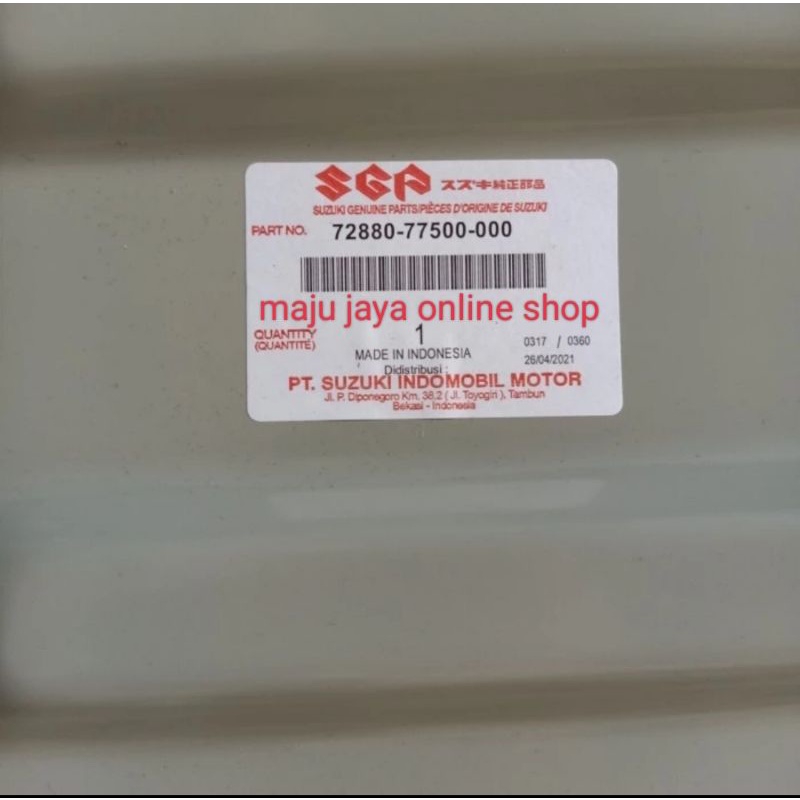 SGP スズキ純正部品
SUZUKI GENUINE PARTS/PIÈCES D'ORIGINE DE SUZUKI
PART NO. 72880-77500-000
maju jaya online shop
QUANTITY 1
(QUANTITÉ)
0317 / 0360
MADE IN INDONESIA
26/04/2021
Didistribusi :
PT. SUZUKI INDOMOBIL MOTOR
Jl. P. Diponegoro Km. 38,2 ( Jl. Toyogiri ), Tambun
Bekasi - Indonesia